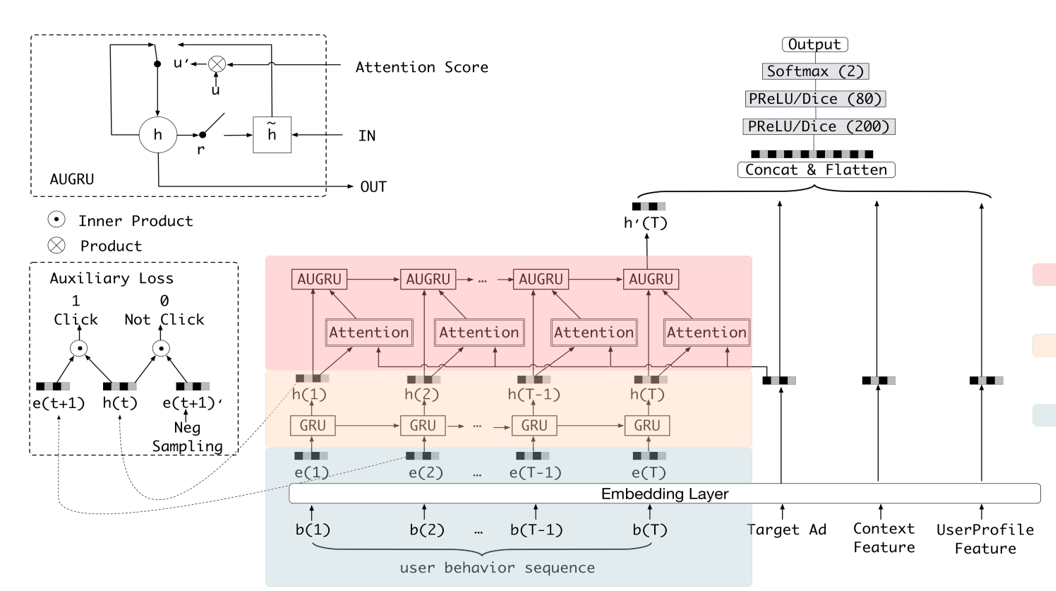 Output
Softmax (2)
PReLU/Dice (80)
PReLU/Dice (200)
Concat & Flatten
u′
u
Attention Score
h
r
h̃
IN
AUGRU
OUT
Inner Product
Product
h′(T)
Auxiliary Loss
1
0
Click
Not Click
e(t+1)
h(t)
e(t+1)′
Neg
Sampling
AUGRU
AUGRU
...
AUGRU
AUGRU
Attention
Attention
Attention
Attention
h(1)
h(2)
h(T-1)
h(T)
GRU
GRU
...
GRU
GRU
e(1)
e(2)
...
e(T-1)
e(T)
Embedding Layer
b(1)
b(2)
...
b(T-1)
b(T)
Target Ad
Context
Feature
UserProfile
Feature
user behavior sequence